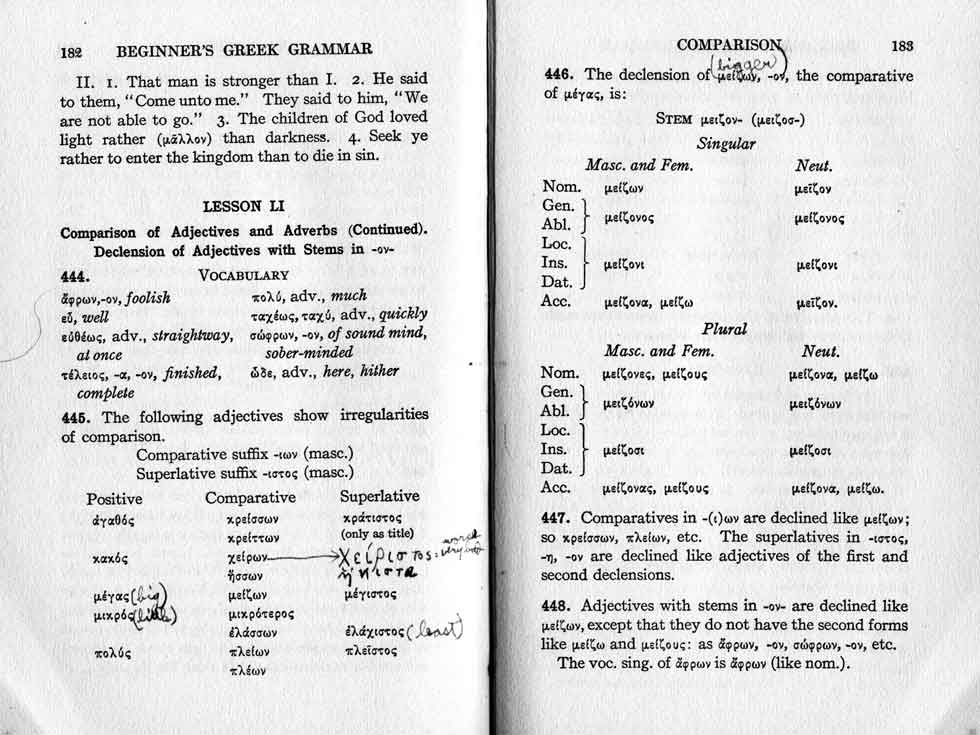 182 BEGINNER'S GREEK GRAMMAR
II. 1. That man is stronger than I. 2. He said
to them, "Come unto me." They said to him, "We
are not able to go." 3. The children of God loved
light rather (μᾶλλον) than darkness. 4. Seek ye
rather to enter the kingdom than to die in sin.
LESSON LI
Comparison of Adjectives and Adverbs (Continued).
Declension of Adjectives with Stems in -ον-
444. VOCABULARY
ἄφρων,-ον, foolish πολύ, adv., much
εὖ, well ταχέως, ταχύ, adv., quickly
εὐθέως, adv., straightway, σώφρων, -ον, of sound mind,
at once sober-minded
τέλειος, -α, -ον, finished, ὧδε, adv., here, hither
complete
445. The following adjectives show irregularities
of comparison.
Comparative suffix -ιων (masc.)
Superlative suffix -ιστος (masc.)
Positive Comparative Superlative
ἀγαθός κρείσσων κράτιστος
κρείττων (only as title)
κακός χείρων χείριστος: worst
ἥσσων ἥκιστα
μέγας (big) μείζων μέγιστος
μικρός (little) μικρότερος
ἐλάσσων ἐλάχιστος (least)
πολύς πλείων πλεῖστος
πλέων
COMPARISON 183
(bigger)
446. The declension of μείζων, -ον, the comparative
of μέγας, is:
STEM μειζον- (μειζοσ-)
Singular
Masc. and Fem. Neut.
Nom. μείζων μεῖζον
Gen.
Abl. } μείζονος μείζονος
Loc.
Ins. } μείζονι μείζονι
Dat.
Acc. μείζονα, μείζω μεῖζον.
Plural
Masc. and Fem. Neut.
Nom. μείζονες, μείζους μείζονα, μείζω
Gen.
Abl. } μειζόνων μειζόνων
Loc.
Ins. } μείζοσι μείζοσι
Dat.
Acc. μείζονας, μείζους μείζονα, μείζω.
447. Comparatives in -(ι)ων are declined like μείζων;
so κρείσσων, πλείων, etc. The superlatives in -ιστος,
-η, -ον are declined like adjectives of the first and
second declensions.
448. Adjectives with stems in -ον- are declined like
μείζων, except that they do not have the second forms
like μείζω and μείζους: as ἄφρων, -ον, σώφρων, -ον, etc.
The voc. sing. of ἄφρων is ἄφρων (like nom.).